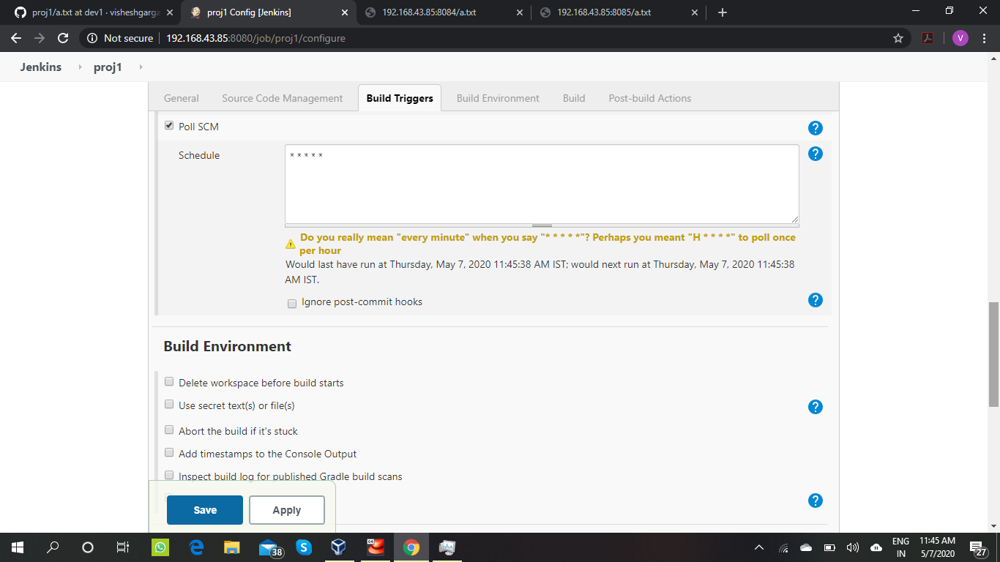 proj1/a.txt at dev1 · visheshgarga
proj1 Config [Jenkins]
192.168.43.85:8084/a.txt
192.168.43.85:8085/a.txt
Not secure
192.168.43.85:8080/job/proj1/configure
V
Jenkins
proj1
General
Source Code Management
Build Triggers
Build Environment
Build
Post-build Actions
Poll SCM
Schedule
* * * * *
Do you really mean "every minute" when you say "* * * * *"? Perhaps you meant "H * * * *" to poll once
per hour
Would last have run at Thursday, May 7, 2020 11:45:38 AM IST; would next run at Thursday, May 7, 2020 11:45:38
AM IST.
Ignore post-commit hooks
Build Environment
Delete workspace before build starts
Use secret text(s) or file(s)
Abort the build if it's stuck
Add timestamps to the Console Output
Inspect build log for published Gradle build scans
Save
Apply
38
ENG
IN
11:45 AM
5/7/2020
27